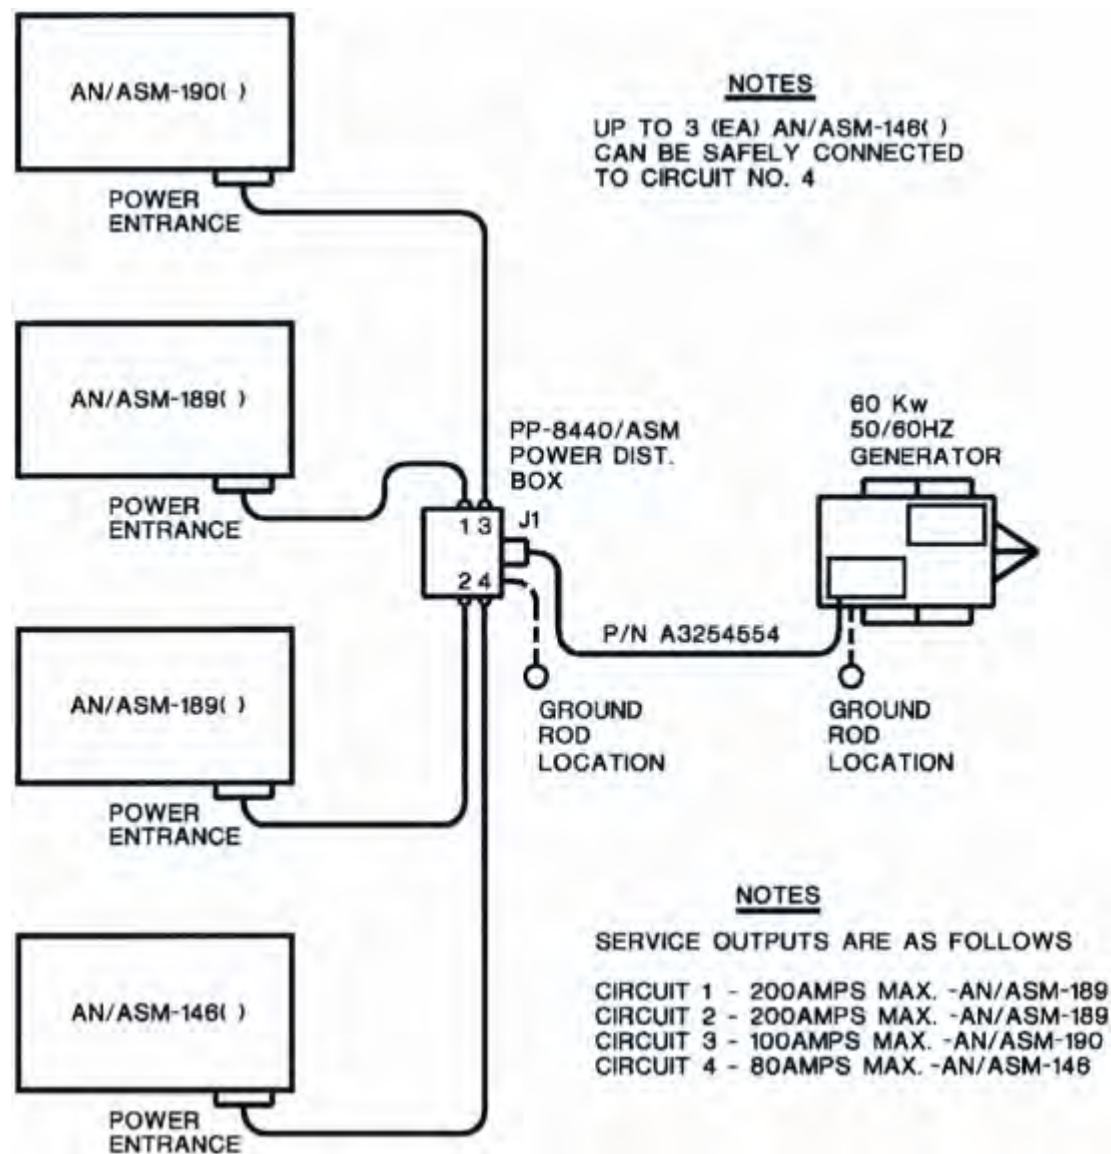 AN/ASM-190( )
POWER
ENTRANCE
NOTES
UP TO 3 (EA) AN/ASM-146( )
CAN BE SAFELY CONNECTED
TO CIRCUIT NO. 4
AN/ASM-189( )
POWER
ENTRANCE
PP-8440/ASM
POWER DIST.
BOX
1 3
J1
2 4
60 Kw
50/60HZ
GENERATOR
P/N A3254554
GROUND
ROD
LOCATION
GROUND
ROD
LOCATION
AN/ASM-189( )
POWER
ENTRANCE
AN/ASM-146( )
POWER
ENTRANCE
NOTES
SERVICE OUTPUTS ARE AS FOLLOWS
CIRCUIT 1 - 200AMPS MAX. -AN/ASM-189
CIRCUIT 2 - 200AMPS MAX. -AN/ASM-189
CIRCUIT 3 - 100AMPS MAX. -AN/ASM-190
CIRCUIT 4 - 80AMPS MAX. -AN/ASM-146